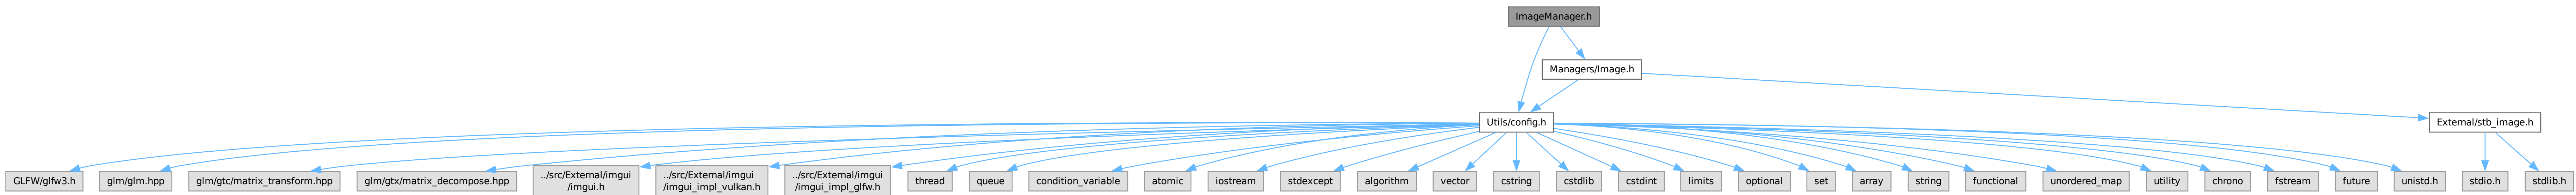 ImageManager.h
Managers/Image.h
Utils/config.h
External/stb_image.h
GLFW/glfw3.h
glm/glm.hpp
glm/gtc/matrix_transform.hpp
glm/gtx/matrix_decompose.hpp
../src/External/imgui
/imgui.h
../src/External/imgui
/imgui_impl_vulkan.h
../src/External/imgui
/imgui_impl_glfw.h
thread
queue
condition_variable
atomic
iostream
stdexcept
algorithm
vector
cstring
cstdlib
cstdint
limits
optional
set
array
string
functional
unordered_map
utility
chrono
fstream
future
unistd.h
stdio.h
stdlib.h